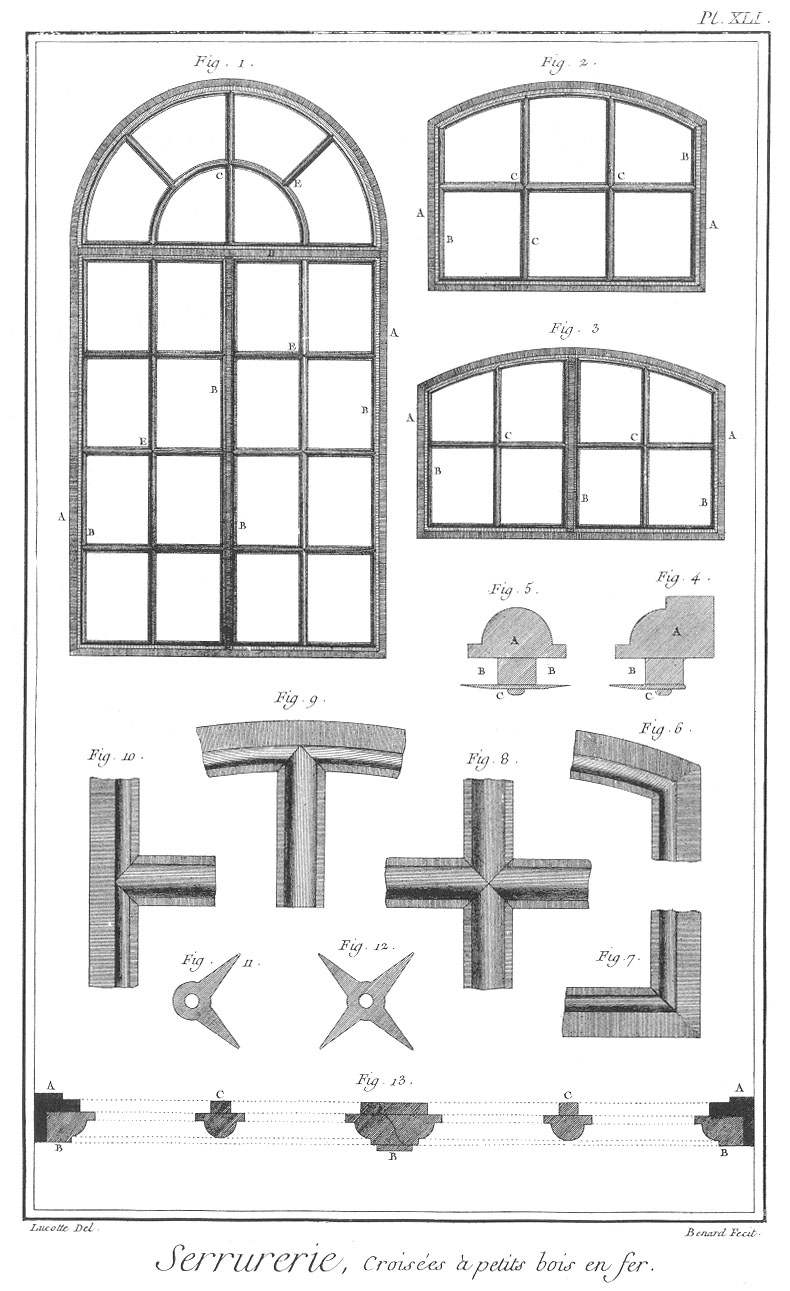 Pl. XLI.
Fig. 1.
C
E
D
A
E
B
B
E
A
B
B
Fig. 2.
B
C
C
A
A
B
C
Fig. 3
A
C
C
A
B
B
B
Fig. 5.
A
B B
C
Fig. 4.
A
B
C
Fig. 9.
Fig. 6.
Fig. 10.
Fig. 8.
Fig. 11.
Fig. 12.
Fig. 7.
Fig. 13.
A
C
C
A
B
B
B
Lucotte Del.
Benard Fecit.
Serrurerie, Croisées à petits bois en fer.